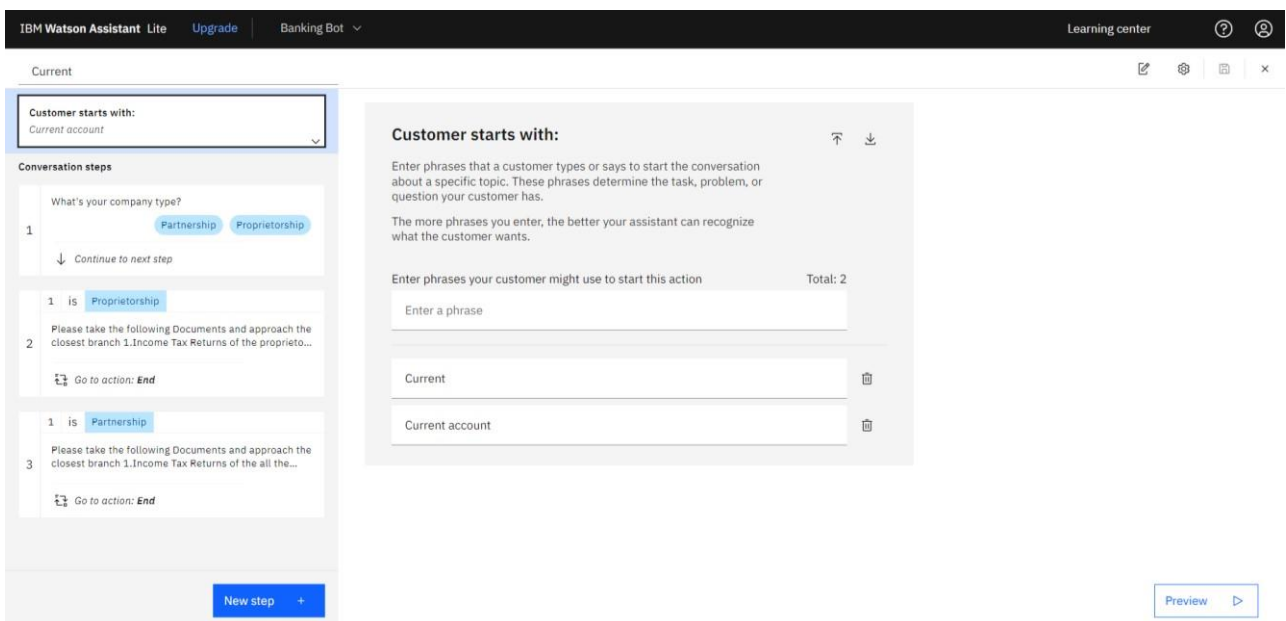 IBM Watson Assistant Lite Upgrade Banking Bot Learning center
Current
Customer starts with:
Current account
Conversation steps
1
What's your company type?
Partnership Proprietorship
Continue to next step
2
1 is Proprietorship
Please take the following Documents and approach the
closest branch 1.Income Tax Returns of the proprieto...
Go to action: End
3
1 is Partnership
Please take the following Documents and approach the
closest branch 1.Income Tax Returns of the all the...
Go to action: End
New step +
Customer starts with:
Enter phrases that a customer types or says to start the conversation
about a specific topic. These phrases determine the task, problem, or
question your customer has.
The more phrases you enter, the better your assistant can recognize
what the customer wants.
Enter phrases your customer might use to start this action Total: 2
Enter a phrase
Current
Current account
Preview